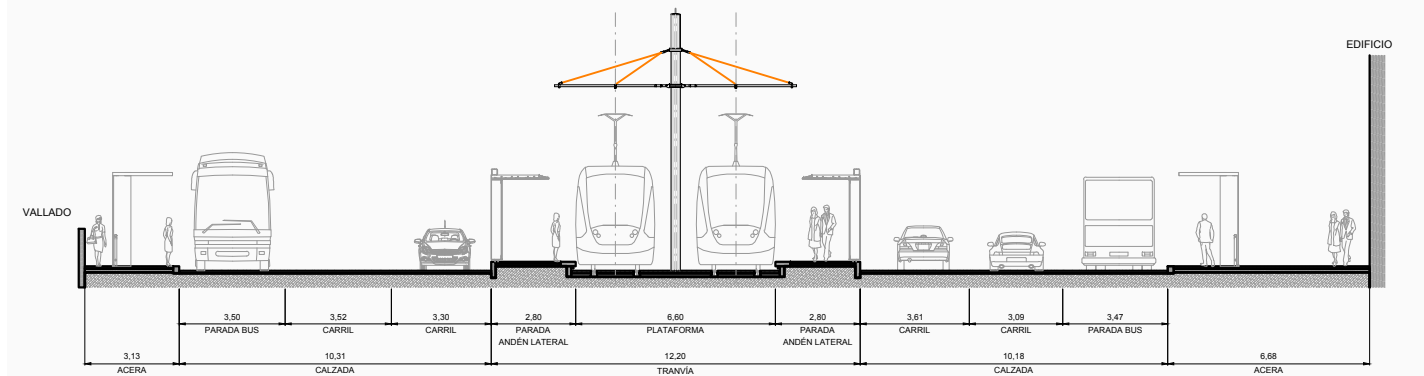 EDIFICIO
VALLADO
3,50 3,52 3,30 2,80 6,60 2,80 3,61 3,09 3,47
PARADA BUS CARRIL CARRIL PARADA PLATAFORMA PARADA CARRIL CARRIL PARADA BUS
ANDÉN LATERAL ANDÉN LATERAL
3,13 10,31 12,20 10,18 6,68
ACERA CALZADA TRANVÍA CALZADA ACERA